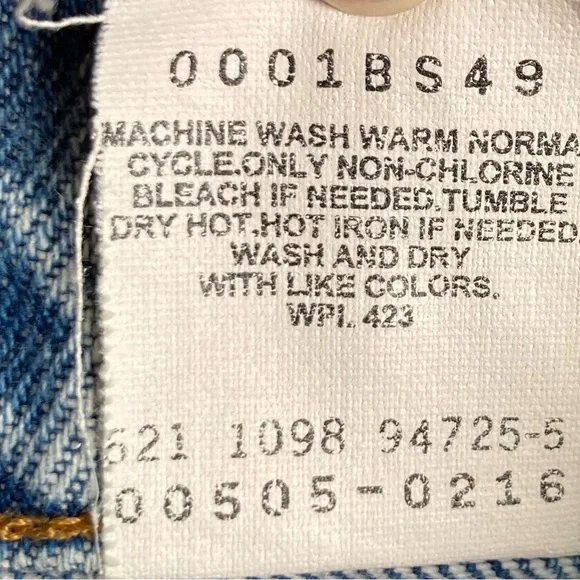 0001BS49
MACHINE WASH WARM NORMA
CYCLE.ONLY NON-CHLORINE
BLEACH IF NEEDED.TUMBLE
DRY HOT.HOT IRON IF NEEDED
WASH AND DRY
WITH LIKE COLORS.
WPL 423
521 1098 94725-5
00505-0216